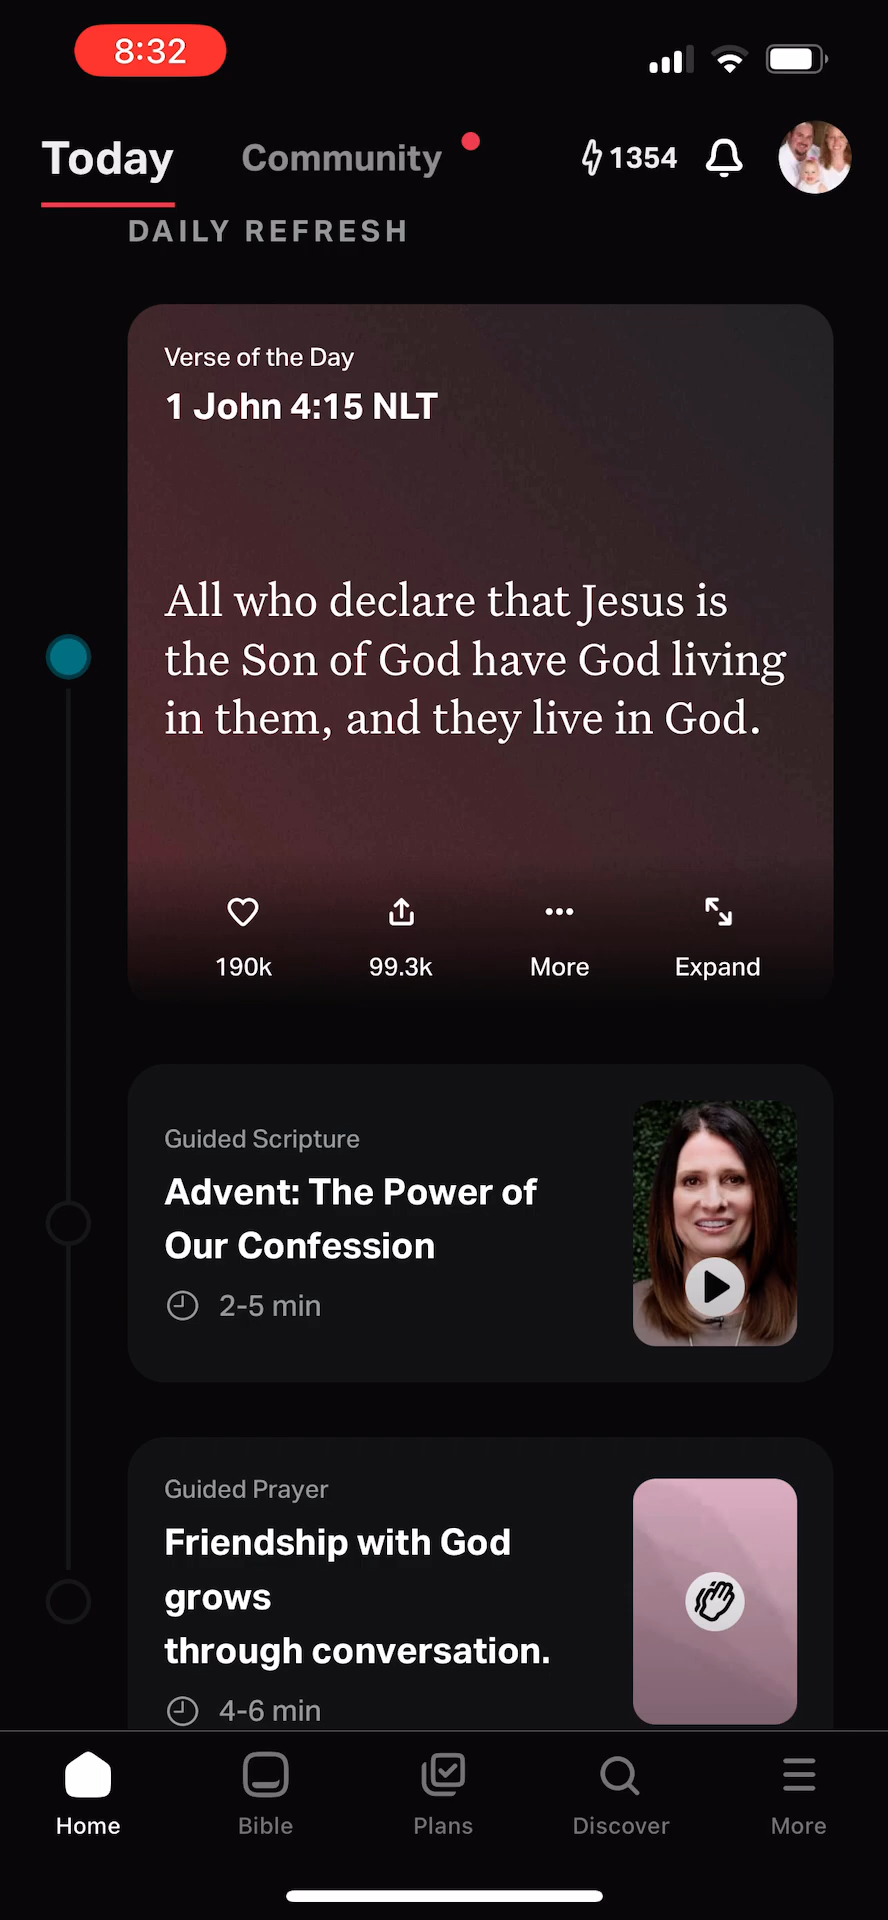 8:32
Today
Community
1354
DAILY REFRESH
Verse of the Day
1 John 4:15 NLT
All who declare that Jesus is
the Son of God have God living
in them, and they live in God.
190k
99.3k
More
Expand
Guided Scripture
Advent: The Power of
Our Confession
2-5 min
Guided Prayer
Friendship with God
grows
through conversation.
4-6 min
Home
Bible
Plans
Discover
More